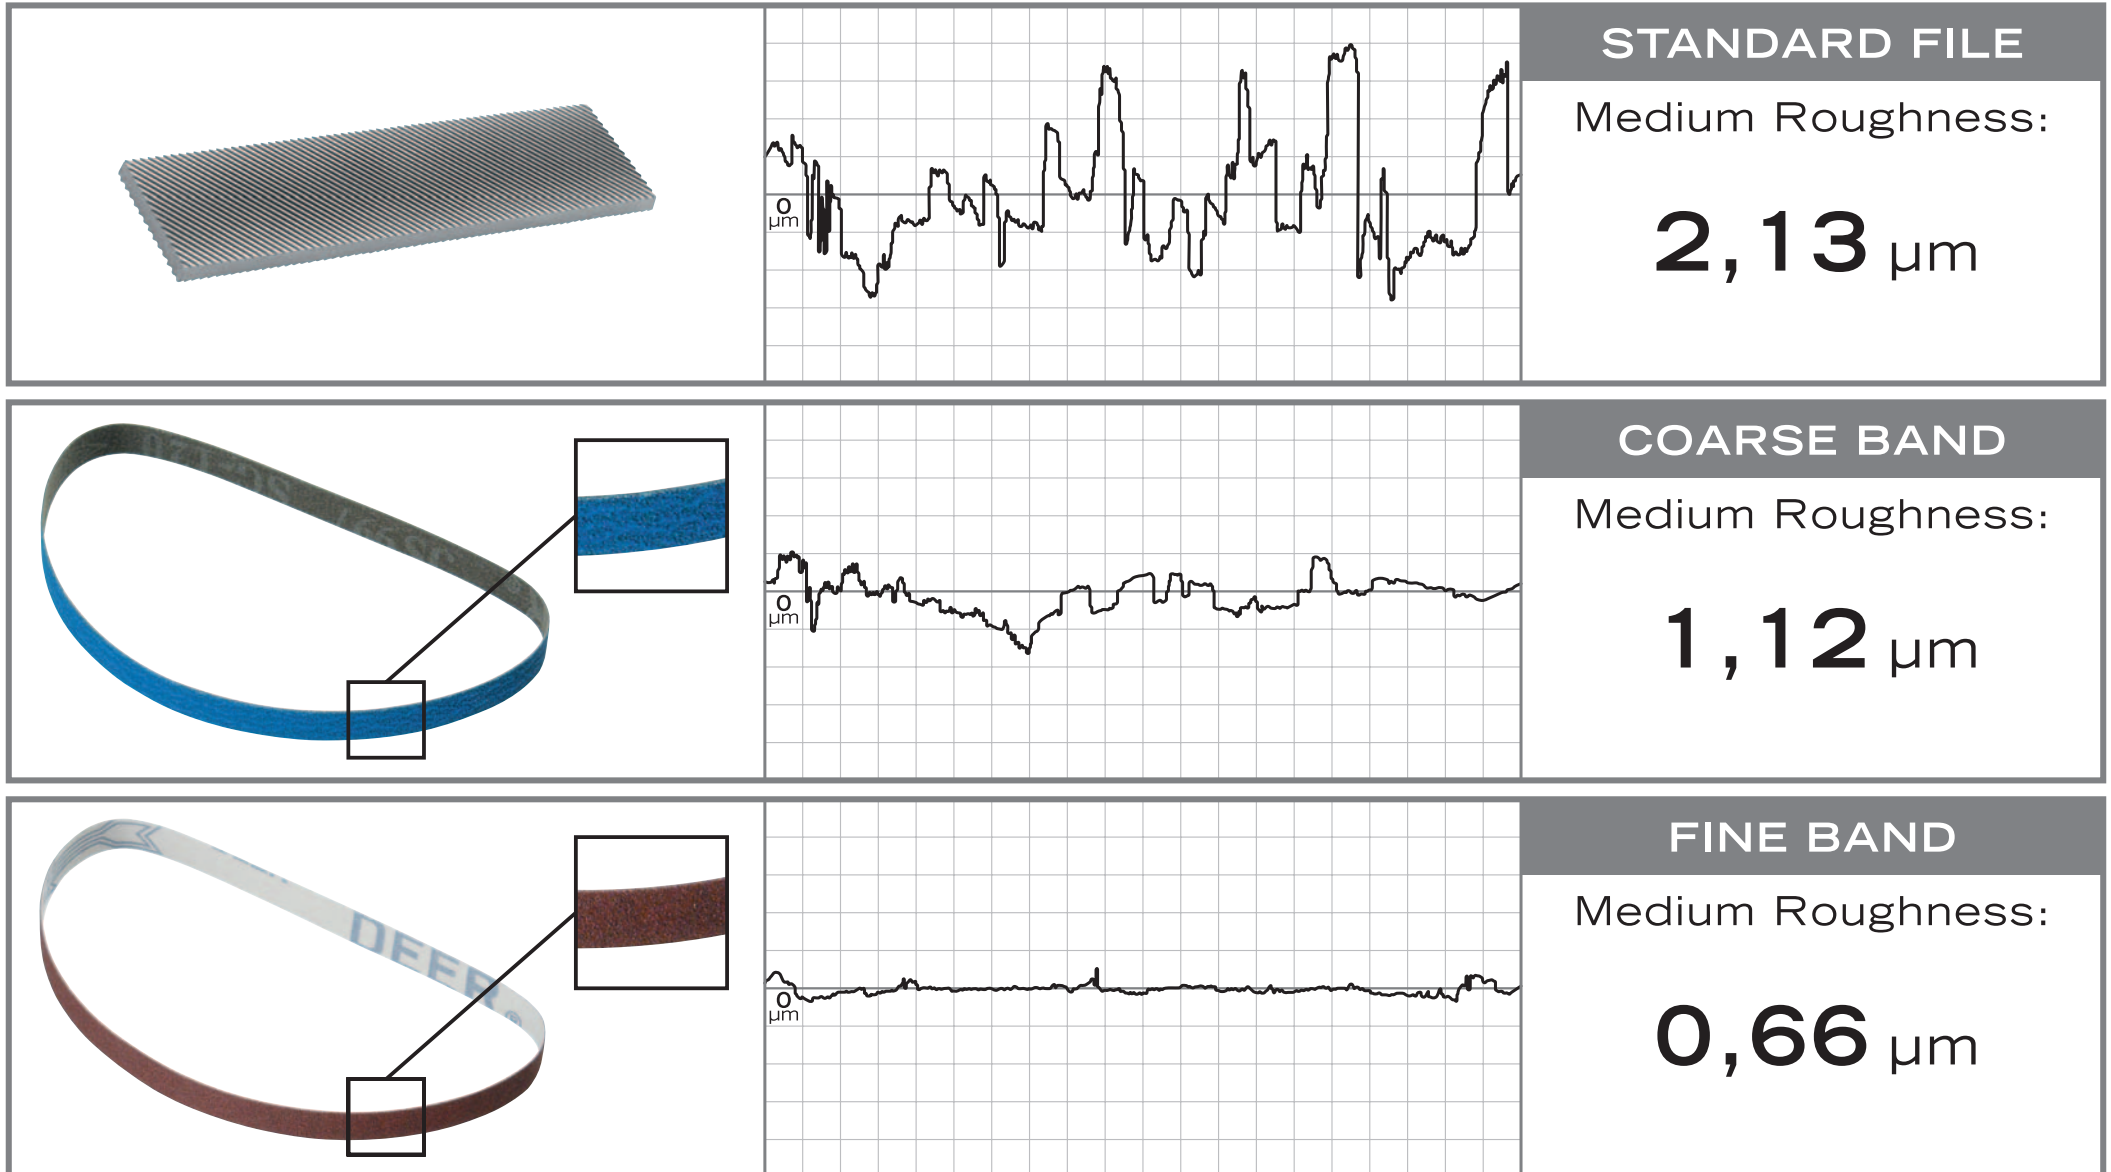 0
µm
STANDARD FILE
Medium Roughness:
2,13 µm
0
µm
COARSE BAND
Medium Roughness:
1,12 µm
DEER®
0
µm
FINE BAND
Medium Roughness:
0,66 µm